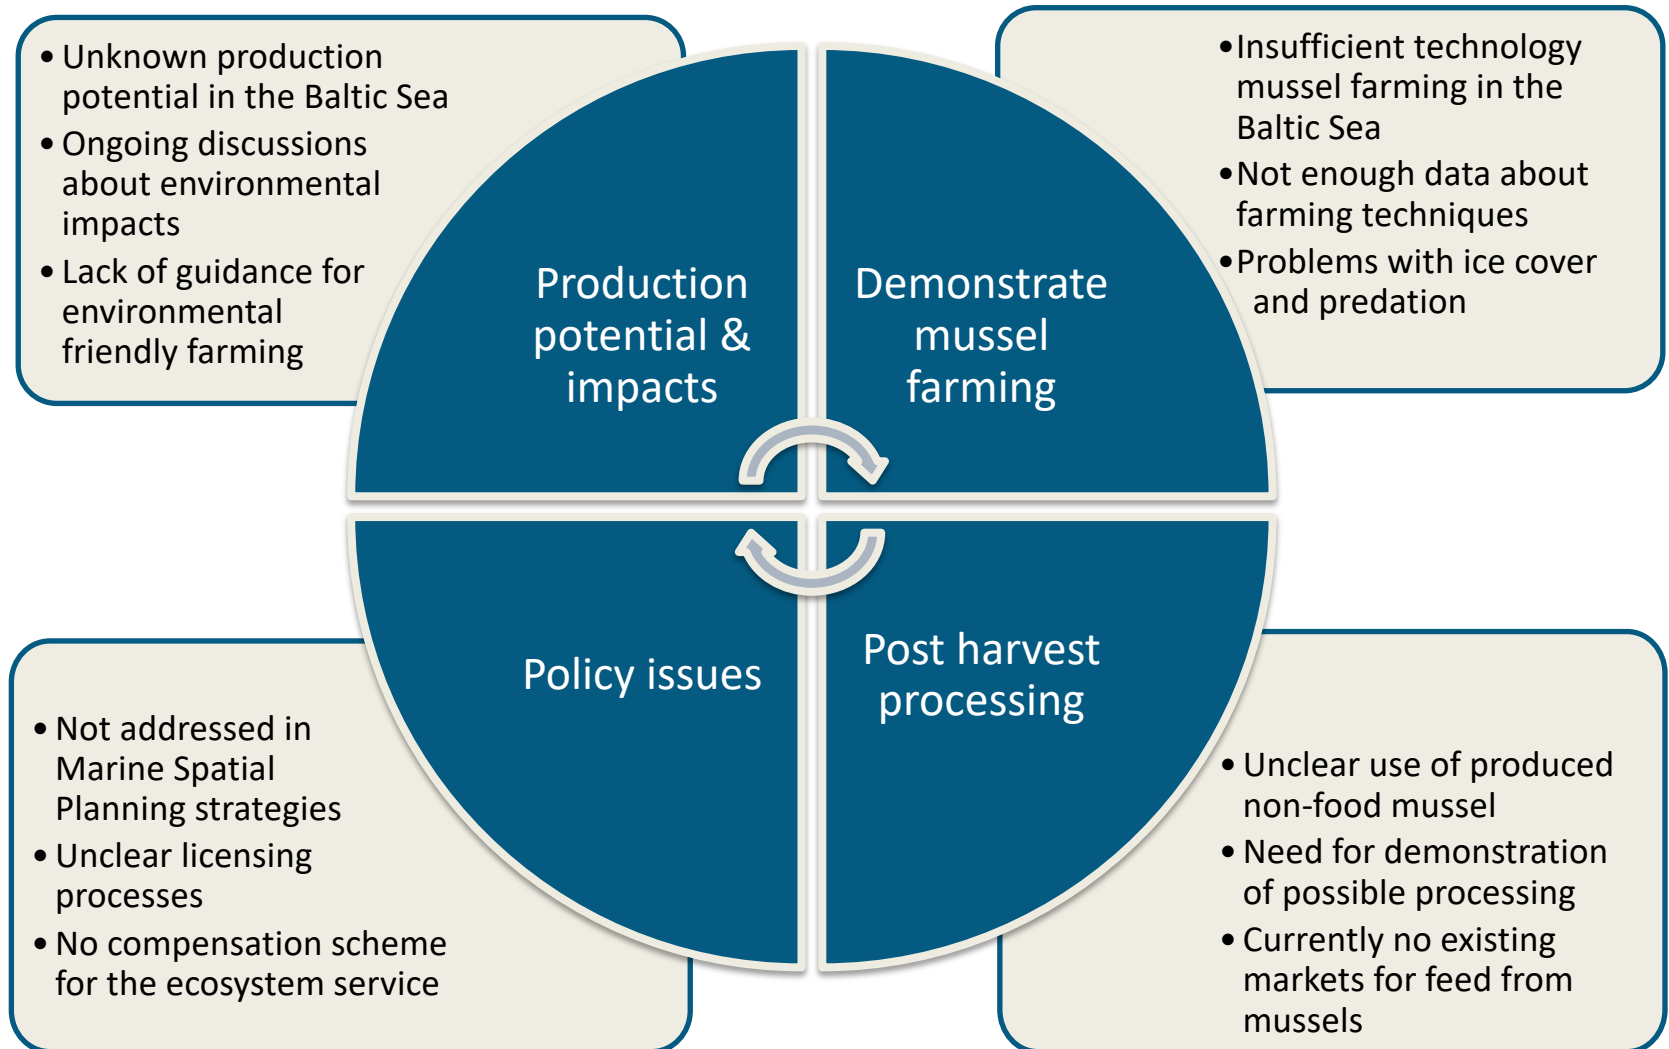 • Unknown production
potential in the Baltic Sea
• Ongoing discussions
about environmental
impacts
• Lack of guidance for
environmental
friendly farming
•Insufficient technology
mussel farming in the
Baltic Sea
•Not enough data about
farming techniques
•Problems with ice cover
and predation
Production
potential &
impacts
Demonstrate
mussel
farming
Policy issues
Post harvest
processing
• Not addressed in
Marine Spatial
Planning strategies
• Unclear licensing
processes
• No compensation scheme
for the ecosystem service
• Unclear use of produced
non-food mussel
• Need for demonstration
of possible processing
• Currently no existing
markets for feed from
mussels